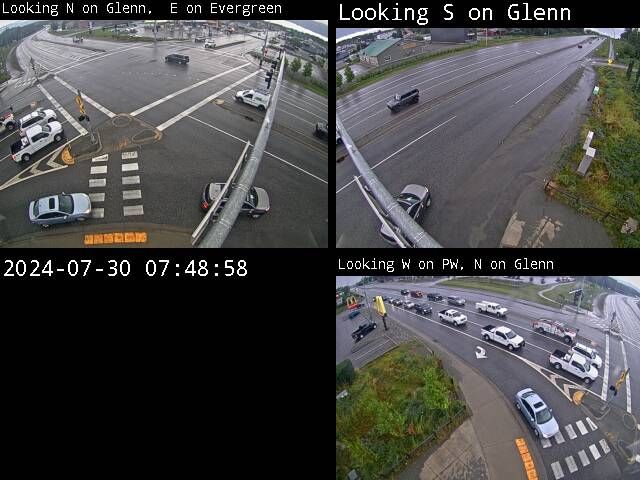 Looking N on Glenn,  E on Evergreen
Looking S on Glenn
2024-07-30 07:48:58
Looking W on PW, N on Glenn